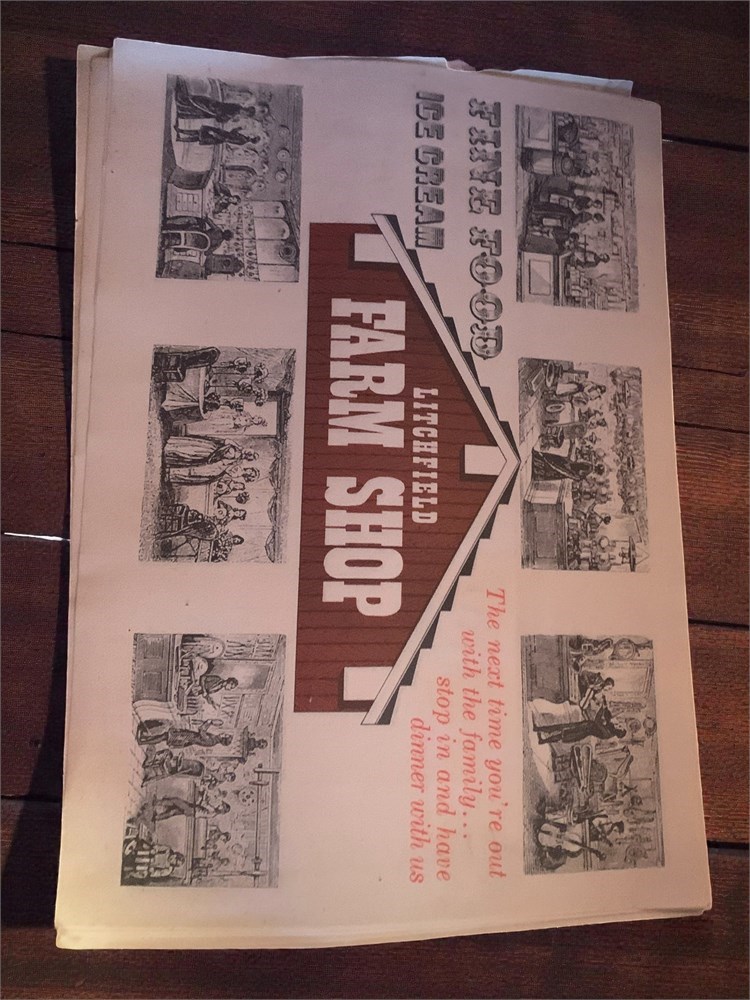 FINE FOOD
ICE CREAM
The next time you're out
with the family...
stop in and have
dinner with us
LITCHFIELD
FARM SHOP